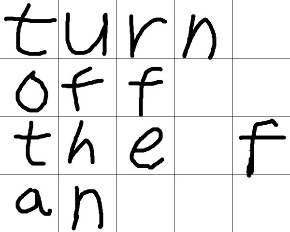 turn
off
the f
an